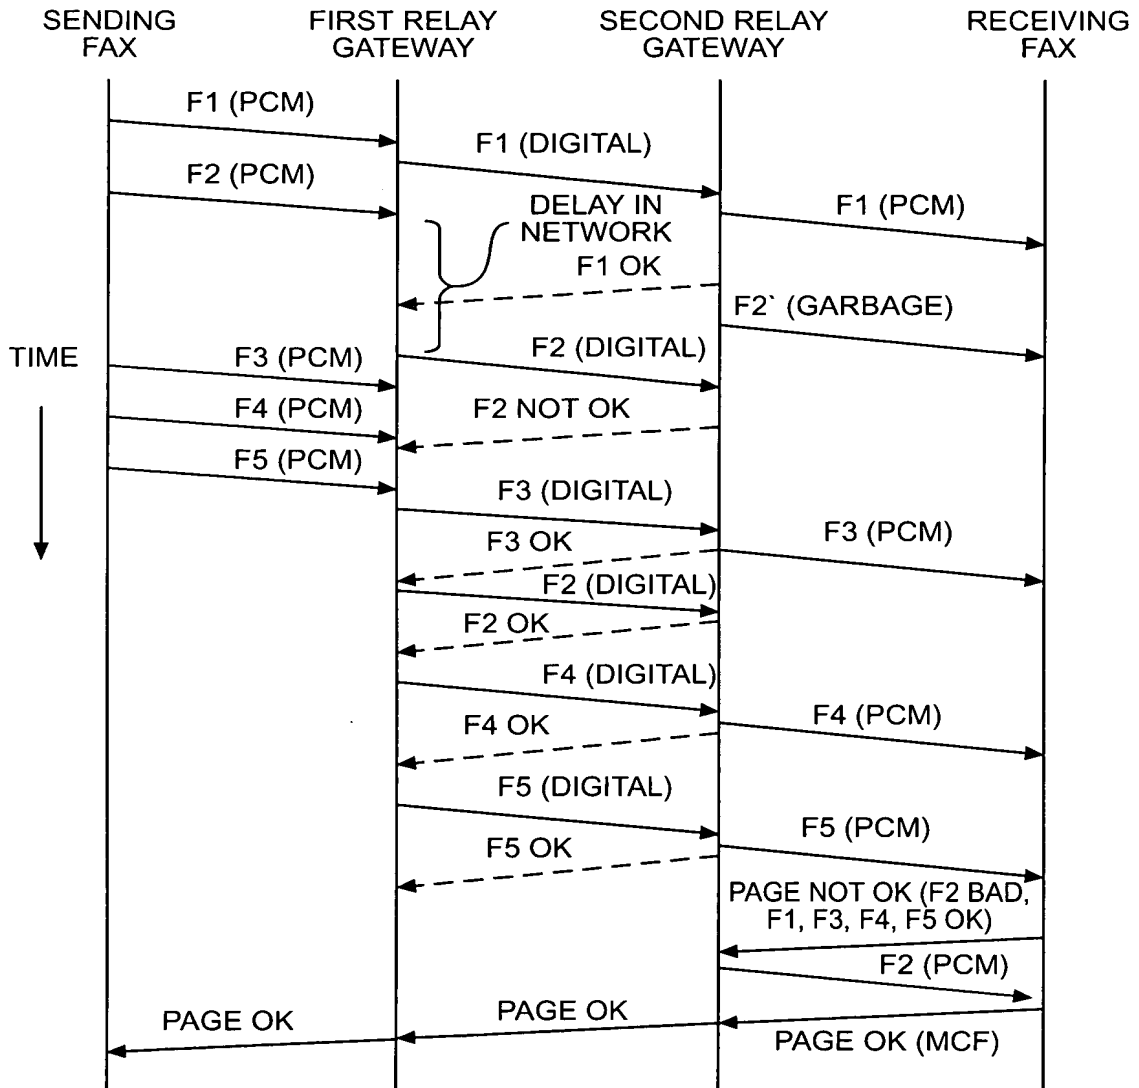 SENDING
FAX
FIRST RELAY
GATEWAY
SECOND RELAY
GATEWAY
RECEIVING
FAX
F1 (PCM)
F1 (DIGITAL)
F2 (PCM)
DELAY IN
NETWORK
F1 (PCM)
F1 OK
F2` (GARBAGE)
TIME
F3 (PCM)
F2 (DIGITAL)
F4 (PCM)
F2 NOT OK
F5 (PCM)
F3 (DIGITAL)
F3 OK
F3 (PCM)
F2 (DIGITAL)
F2 OK
F4 (DIGITAL)
F4 OK
F4 (PCM)
F5 (DIGITAL)
F5 OK
F5 (PCM)
PAGE NOT OK (F2 BAD,
F1, F3, F4, F5 OK)
F2 (PCM)
PAGE OK
PAGE OK
PAGE OK (MCF)